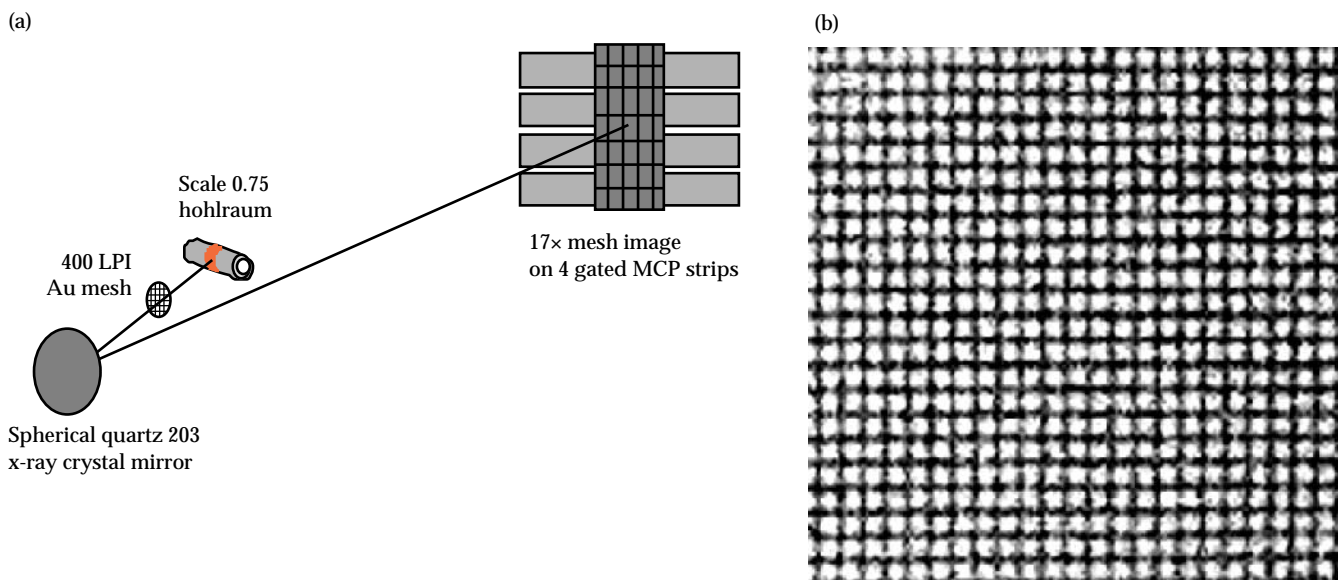 (a)
(b)
Scale 0.75
hohlraum
400 LPI
Au mesh
17× mesh image
on 4 gated MCP strips
Spherical quartz 203
x-ray crystal mirror